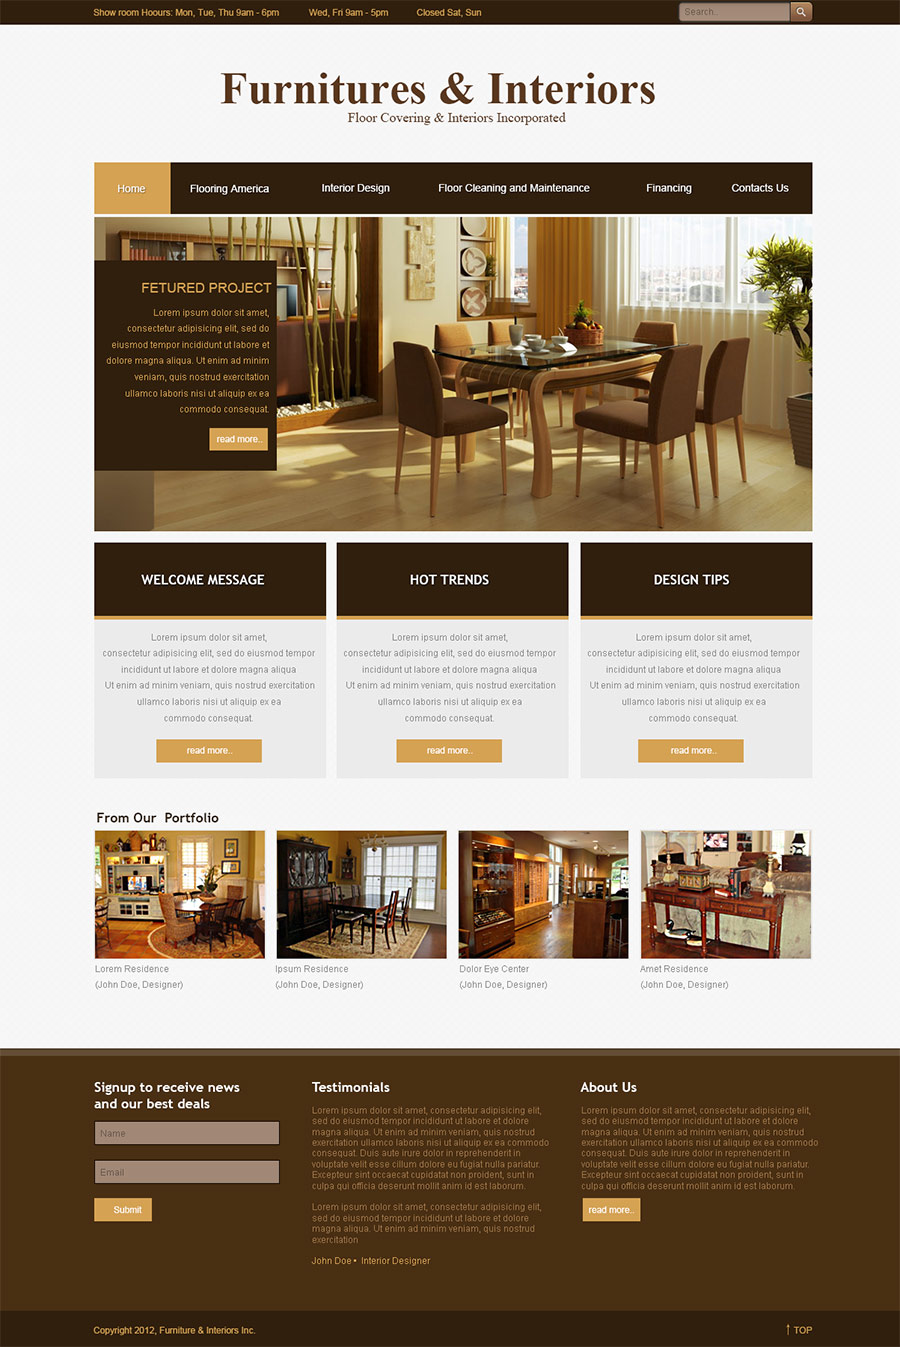 Show room Hoours: Mon, Tue, Thu 9am - 6pm Wed, Fri 9am - 5pm Closed Sat, Sun
Search..
Furnitures & Interiors
Floor Covering & Interiors Incorporated
Home Flooring America Interior Design Floor Cleaning and Maintenance Financing Contacts Us
FETURED PROJECT
Lorem ipsum dolor sit amet,
consectetur adipisicing elit, sed do
eiusmod tempor incididunt ut labore et
dolore magna aliqua. Ut enim ad minim
veniam, quis nostrud exercitation
ullamco laboris nisi ut aliquip ex ea
commodo consequat.
read more..
WELCOME MESSAGE
Lorem ipsum dolor sit amet,
consectetur adipisicing elit, sed do eiusmod tempor
incididunt ut labore et dolore magna aliqua
Ut enim ad minim veniam, quis nostrud exercitation
ullamco laboris nisi ut aliquip ex ea
commodo consequat.
read more..
HOT TRENDS
Lorem ipsum dolor sit amet,
consectetur adipisicing elit, sed do eiusmod tempor
incididunt ut labore et dolore magna aliqua
Ut enim ad minim veniam, quis nostrud exercitation
ullamco laboris nisi ut aliquip ex ea
commodo consequat.
read more..
DESIGN TIPS
Lorem ipsum dolor sit amet,
consectetur adipisicing elit, sed do eiusmod tempor
incididunt ut labore et dolore magna aliqua
Ut enim ad minim veniam, quis nostrud exercitation
ullamco laboris nisi ut aliquip ex ea
commodo consequat.
read more..
From Our Portfolio
Lorem Residence
(John Doe, Designer)
Ipsum Residence
(John Doe, Designer)
Dolor Eye Center
(John Doe, Designer)
Amet Residence
(John Doe, Designer)
Signup to receive news
and our best deals
Name
Email
Submit
Testimonials
Lorem ipsum dolor sit amet, consectetur adipisicing elit,
sed do eiusmod tempor incididunt ut labore et dolore
magna aliqua. Ut enim ad minim veniam, quis nostrud
exercitation ullamco laboris nisi ut aliquip ex ea commodo
consequat. Duis aute irure dolor in reprehenderit in
voluptate velit esse cillum dolore eu fugiat nulla pariatur.
Excepteur sint occaecat cupidatat non proident, sunt in
culpa qui officia deserunt mollit anim id est laborum.
Lorem ipsum dolor sit amet, consectetur adipisicing elit,
sed do eiusmod tempor incididunt ut labore et dolore
magna aliqua. Ut enim ad minim veniam, quis nostrud
exercitation
John Doe • Interior Designer
About Us
Lorem ipsum dolor sit amet, consectetur adipisicing elit,
sed do eiusmod tempor incididunt ut labore et dolore
magna aliqua. Ut enim ad minim veniam, quis nostrud
exercitation ullamco laboris nisi ut aliquip ex ea commodo
consequat. Duis aute irure dolor in reprehenderit in
voluptate velit esse cillum dolore eu fugiat nulla pariatur.
Excepteur sint occaecat cupidatat non proident, sunt in
culpa qui officia deserunt mollit anim id est laborum.
read more..
Copyright 2012, Furniture & Interiors Inc.
↑ TOP